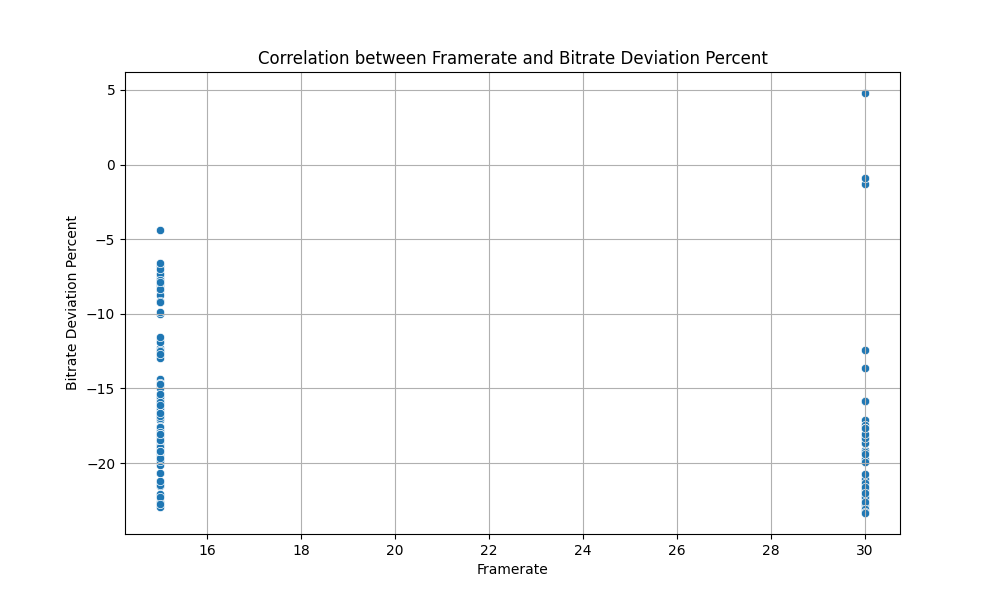 Correlation between Framerate and Bitrate Deviation Percent
Bitrate Deviation Percent
5
0
−5
−10
−15
−20
16 18 20 22 24 26 28 30
Framerate